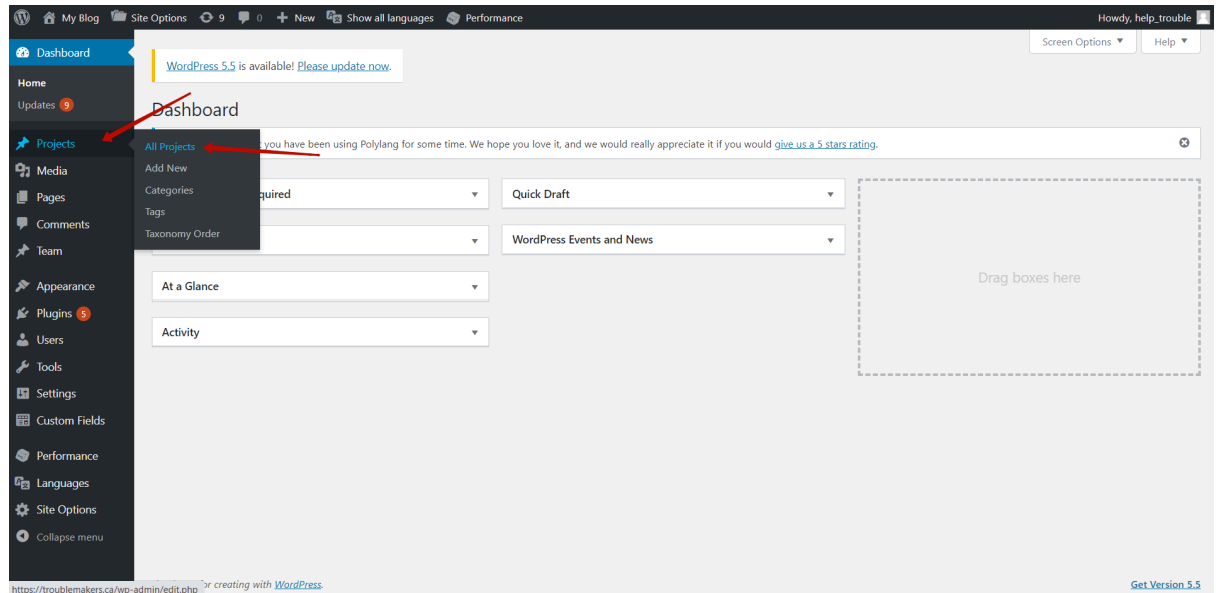 My Blog Site Options 9 0 + New Show all languages Performance Howdy, help_trouble
Screen Options ▼ Help ▼
Dashboard
WordPress 5.5 is available! Please update now.
Home
Updates 9
Dashboard
Projects
All Projects
you have been using Polylang for some time. We hope you love it, and we would really appreciate it if you would give us a 5 stars rating.
Add New
Categories
Tags
Taxonomy Order
Media
Pages
Comments
Team
Appearance
Plugins 5
Users
Tools
Settings
Custom Fields
Performance
Languages
Site Options
Collapse menu
Quick Draft
WordPress Events and News
At a Glance
Activity
Drag boxes here
for creating with WordPress.
Get Version 5.5
https://troublemakers.ca/wp-admin/edit.php